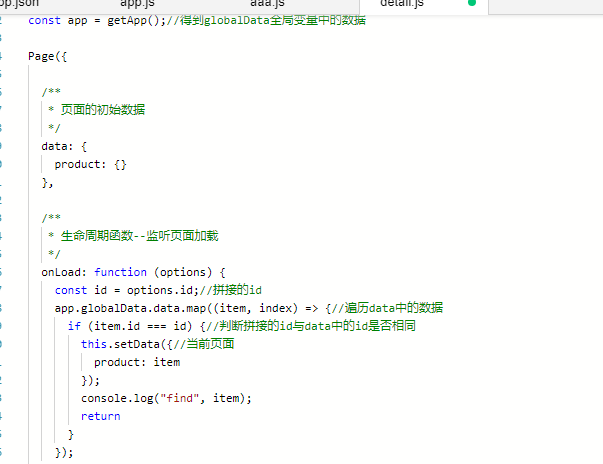 pp.json app.js aaa.js detail.js
const app = getApp();//得到globalData全局变量中的数据
Page({
/**
* 页面的初始数据
*/
data: {
product: {}
},
/**
* 生命周期函数--监听页面加载
*/
onLoad: function (options) {
const id = options.id;//拼接的id
app.globalData.data.map((item, index) => {//遍历data中的数据
if (item.id === id) {//判断拼接的id与data中的id是否相同
this.setData({//当前页面
product: item
});
console.log("find", item);
return
}
});